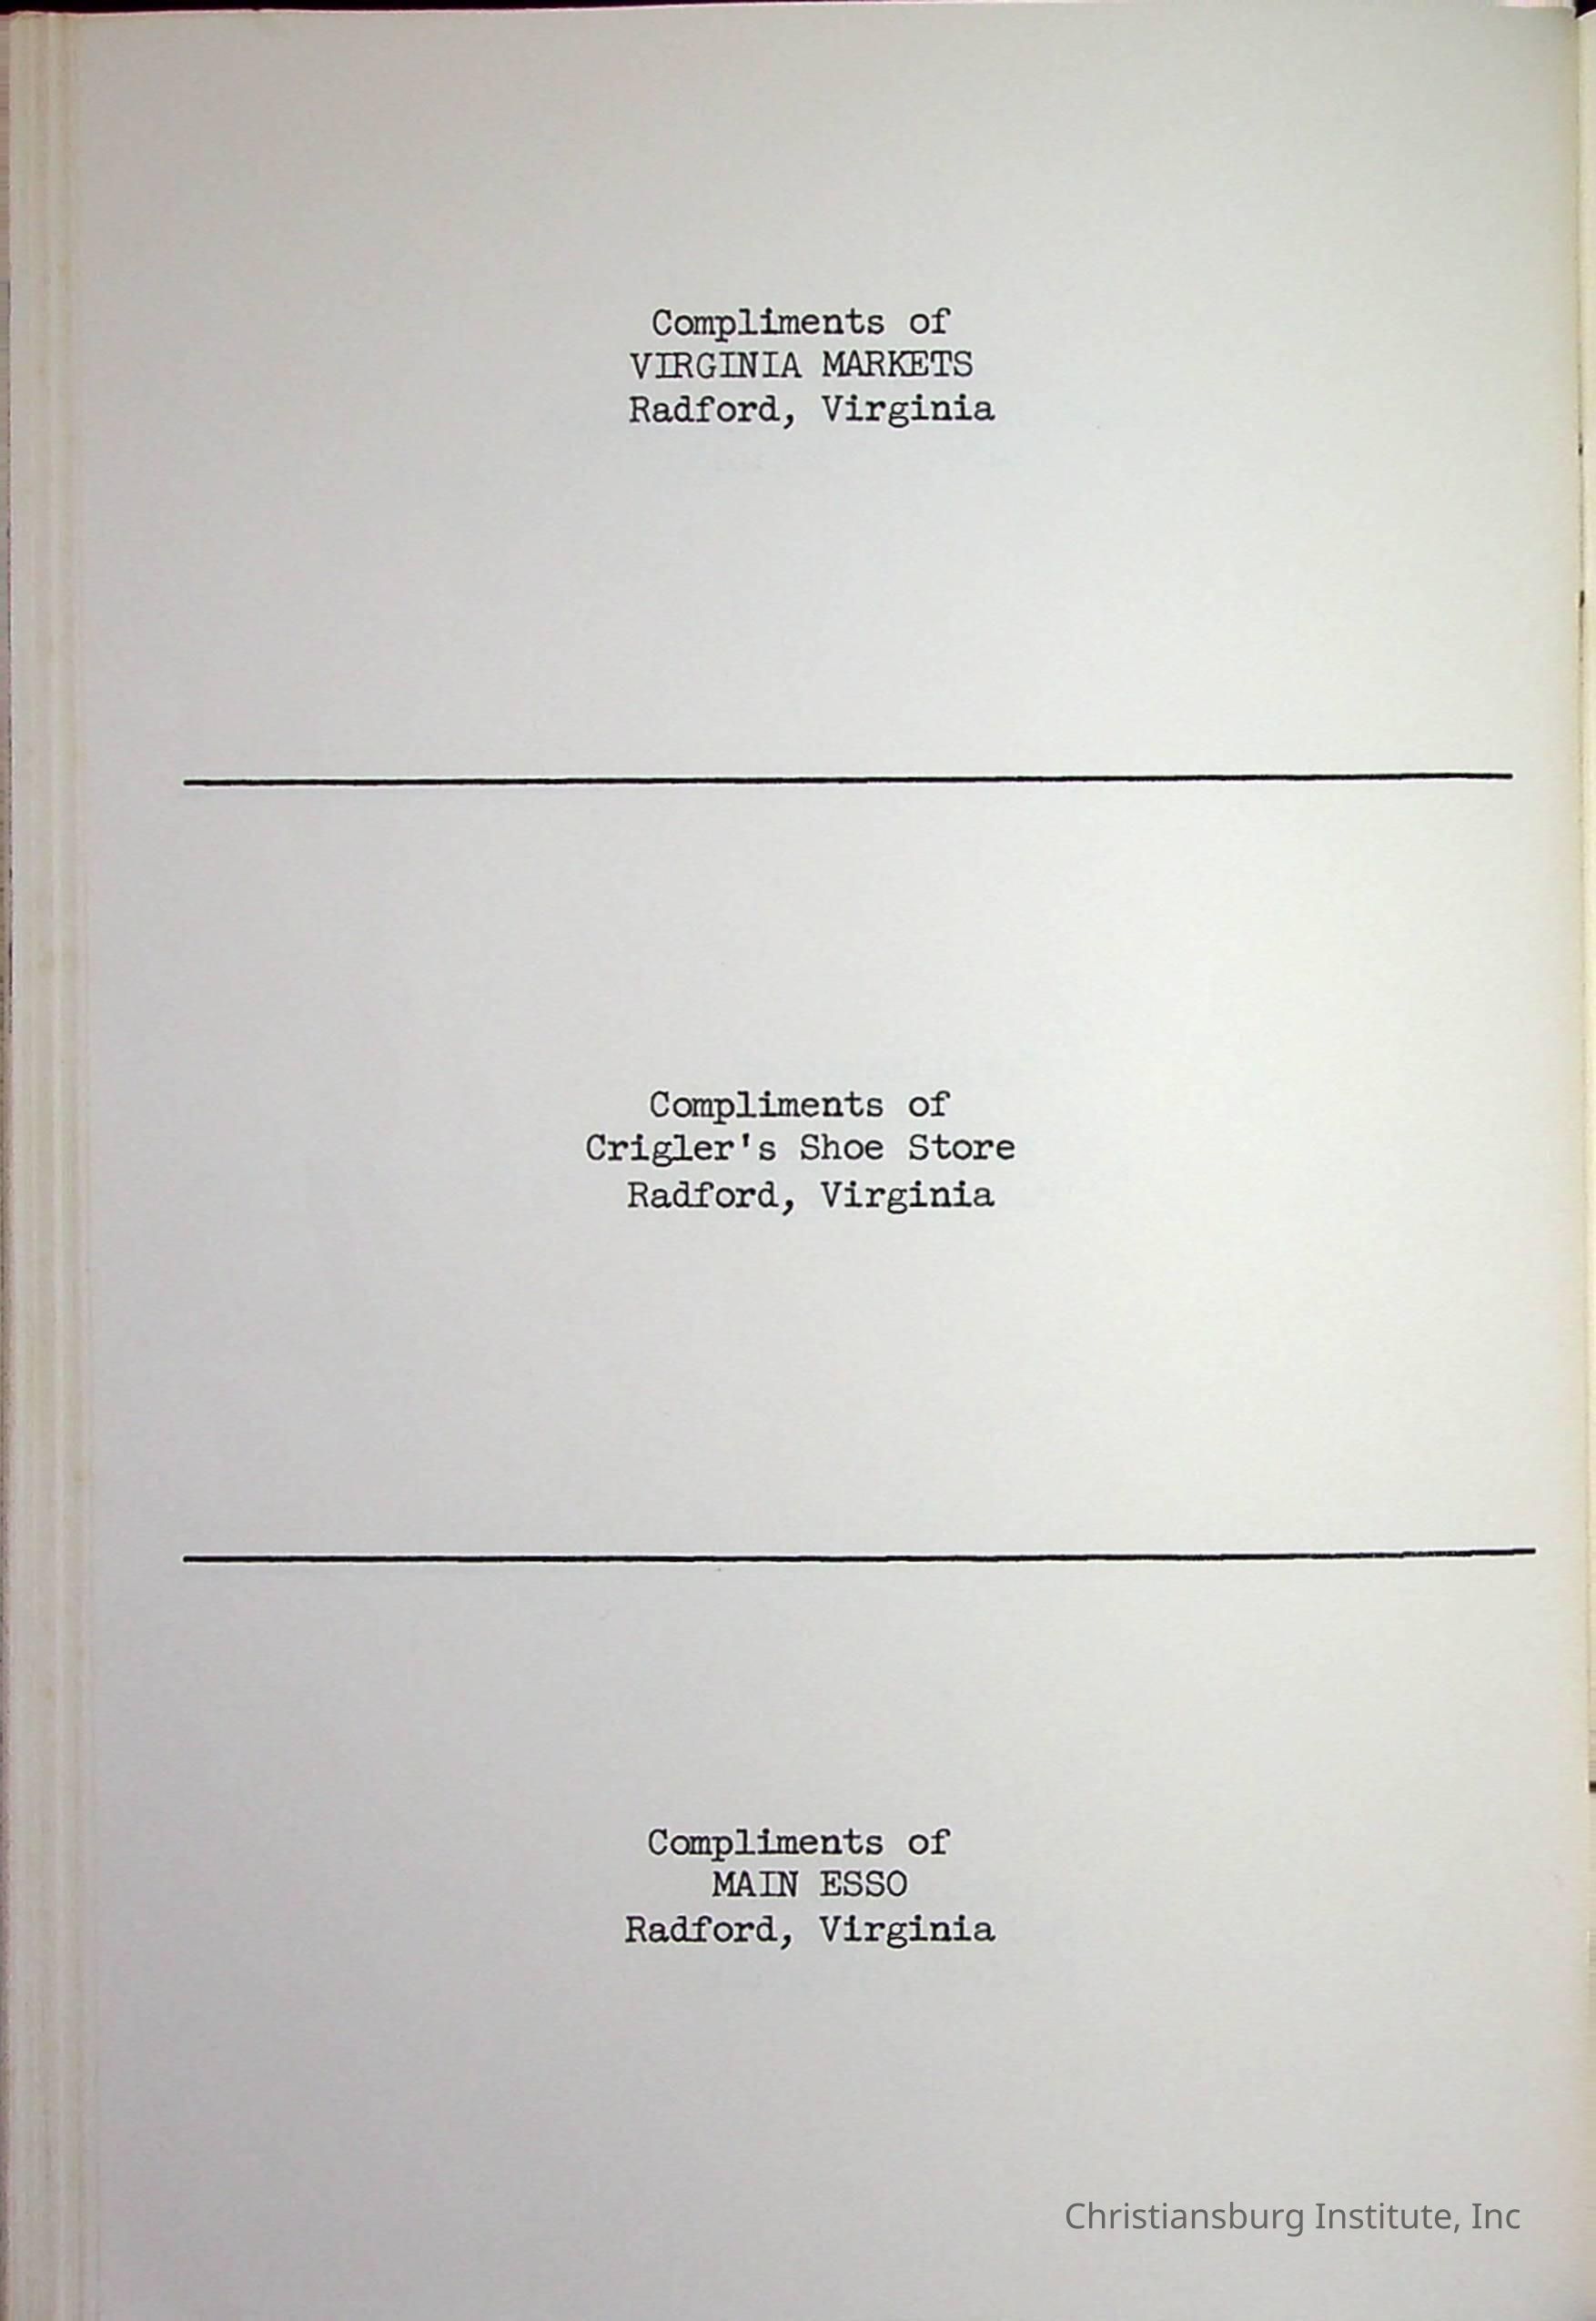 Compliments of
VIRGINIA MARKETS
Radford, Virginia
Compliments of
Crigler's Shoe Store
Radford, Virginia
Compliments of
MAIN ESSO
Radford, Virginia
Christiansburg Institute, Inc